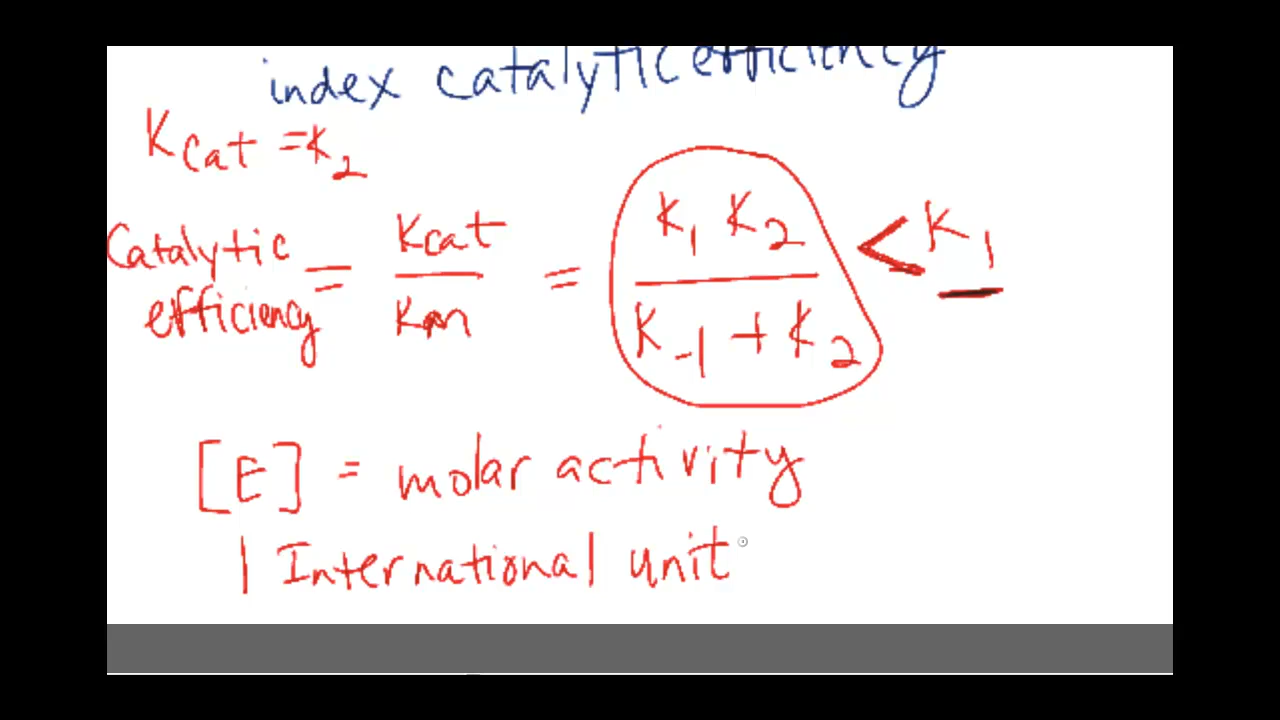 index catalytic efficiency
Kcat = K2
Catalytic efficiency = Kcat / Km = K1 K2 / K-1 + K2 < K1
[E] = molar activity
1 International unit